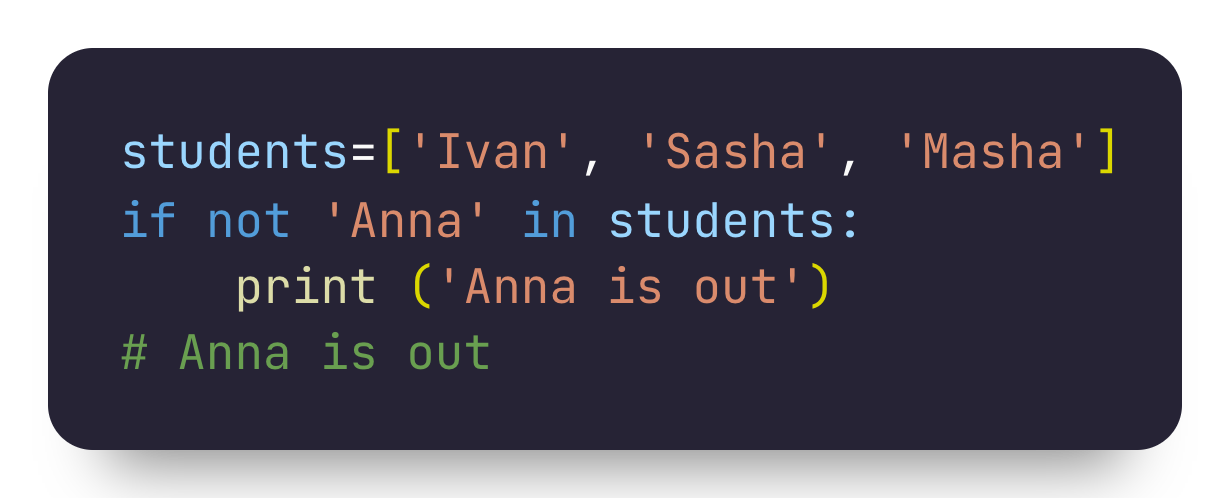 students=['Ivan', 'Sasha', 'Masha']
if not 'Anna' in students:
    print ('Anna is out')
# Anna is out